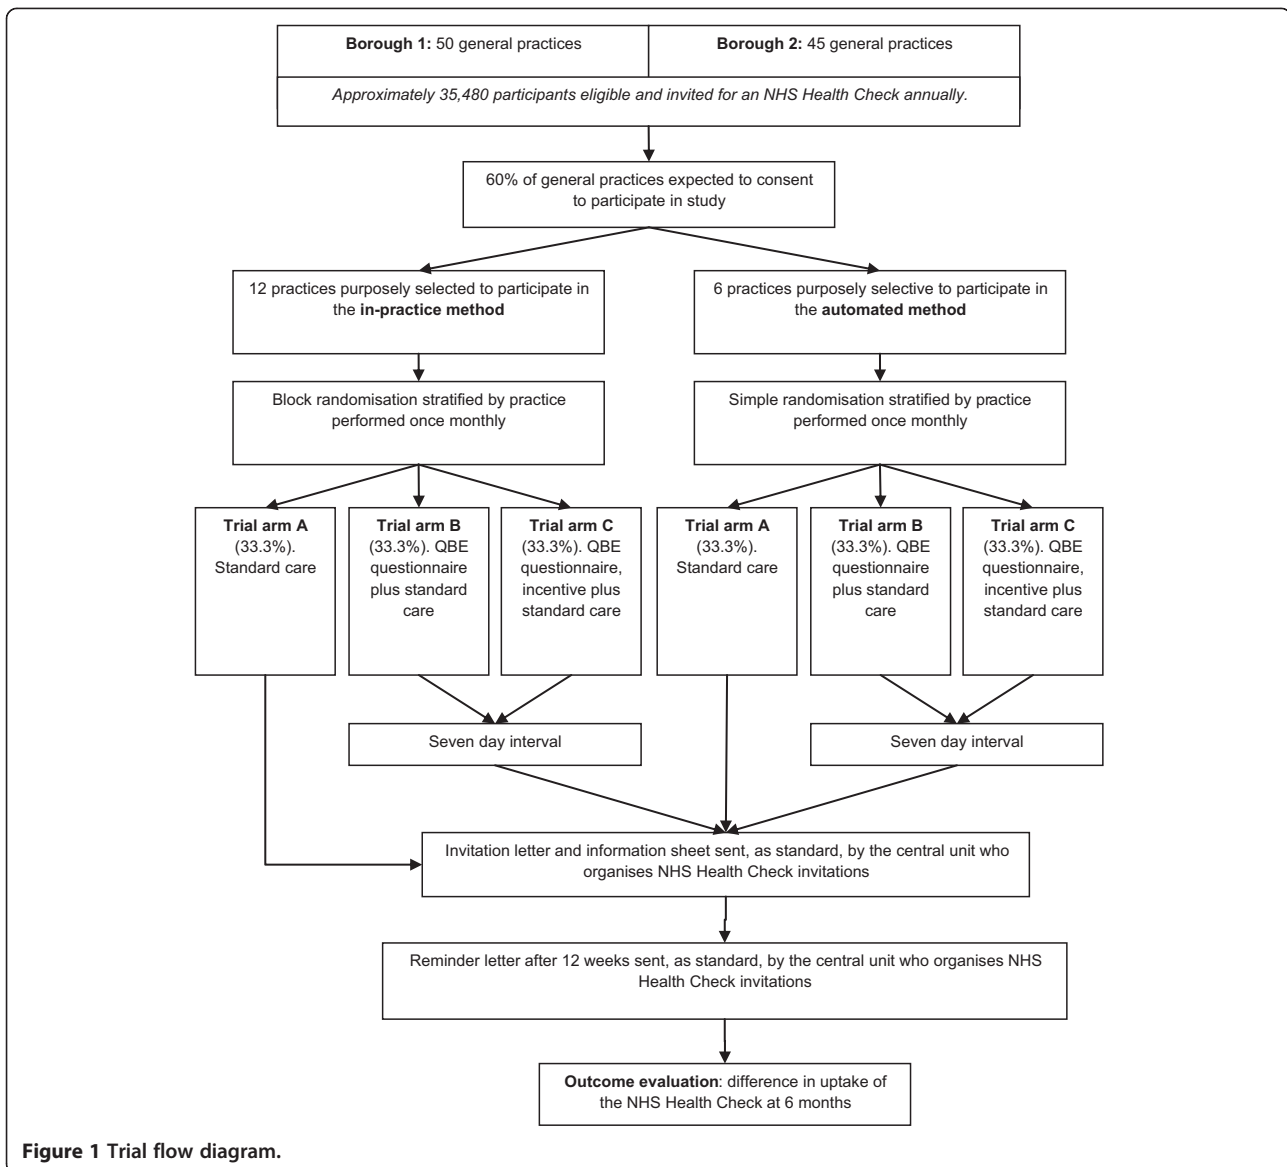 Borough 1: 50 general practices
Borough 2: 45 general practices
Approximately 35,480 participants eligible and invited for an NHS Health Check annually.
60% of general practices expected to consent
to participate in study
12 practices purposely selected to participate in
the in-practice method
6 practices purposely selective to participate in
the automated method
Block randomisation stratified by practice
performed once monthly
Simple randomisation stratified by practice
performed once monthly
Trial arm A
(33.3%).
Standard care
Trial arm B
(33.3%). QBE
questionnaire
plus standard
care
Trial arm C
(33.3%). QBE
questionnaire,
incentive plus
standard care
Trial arm A
(33.3%).
Standard care
Trial arm B
(33.3%). QBE
questionnaire
plus standard
care
Trial arm C
(33.3%). QBE
questionnaire,
incentive plus
standard care
Seven day interval
Seven day interval
Invitation letter and information sheet sent, as standard, by the central unit who
organises NHS Health Check invitations
Reminder letter after 12 weeks sent, as standard, by the central unit who organises NHS
Health Check invitations
Outcome evaluation: difference in uptake of
the NHS Health Check at 6 months
Figure 1 Trial flow diagram.